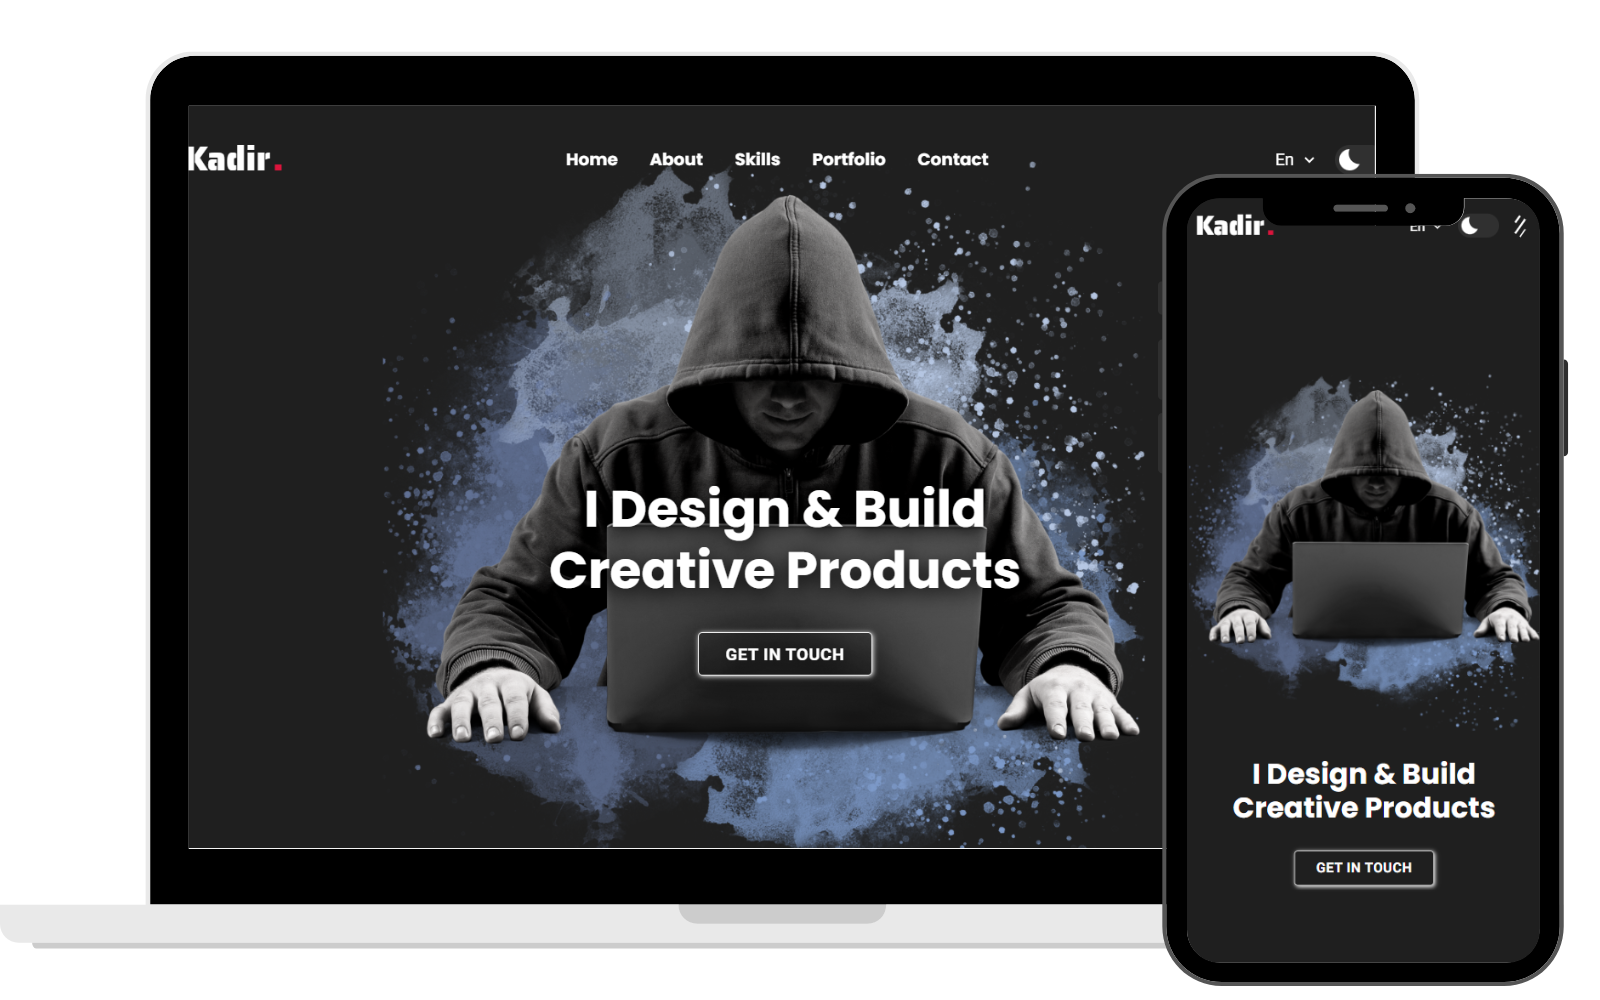 Kadir.
Home About Skills Portfolio Contact
En
I Design & Build
Creative Products
GET IN TOUCH
Kadir.
En
I Design & Build
Creative Products
GET IN TOUCH